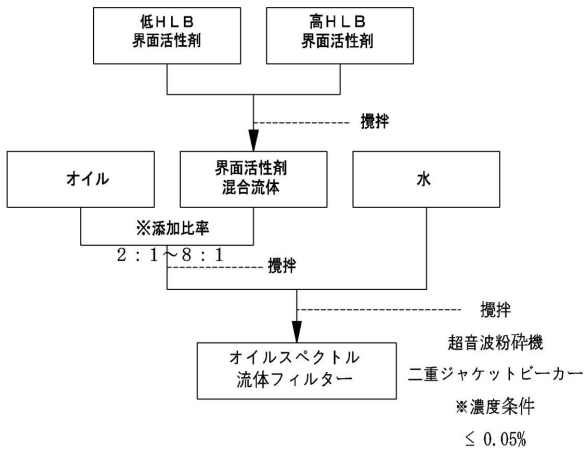 低ＨＬＢ
界面活性剤
高ＨＬＢ
界面活性剤
攪拌
オイル
界面活性剤
混合流体
水
※添加比率
２：１～８：１
攪拌
攪拌
オイルスペクトル
流体フィルター
超音波粉砕機
二重ジャケットビーカー
※濃度条件
≤ 0.05%